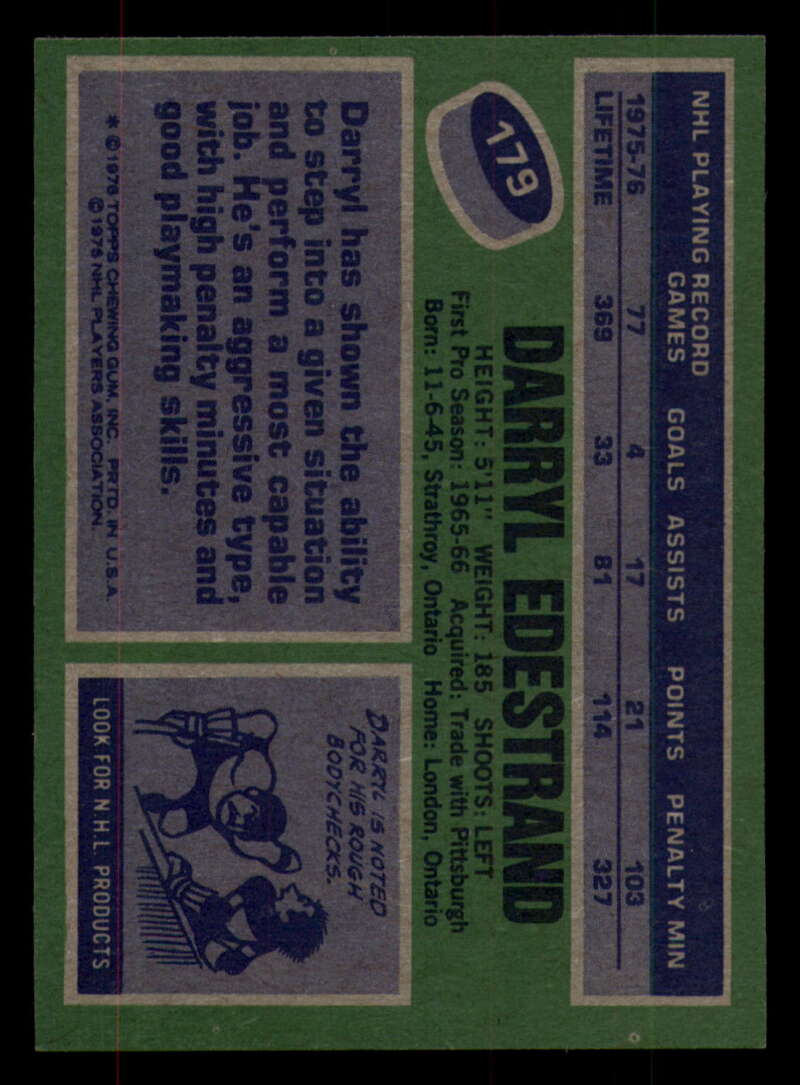 NHL PLAYING RECORD
GAMES GOALS ASSISTS POINTS PENALTY MIN
1975-76 77 4 17 21 103
LIFETIME 369 33 81 114 327
179
DARRYL EDESTRAND
HEIGHT: 5'11" WEIGHT: 185 SHOOTS: LEFT
First Pro Season: 1965-66 Acquired: Trade with Pittsburgh
Born: 11-6-45, Strathroy, Ontario Home: London, Ontario
Darryl has shown the ability
to step into a given situation
and perform a most capable
job. He's an aggressive type,
with high penalty minutes and
good playmaking skills.
* ©1976 TOPPS CHEWING GUM, INC. PRTD. IN U.S.A.
©1976 NHL PLAYERS ASSOCIATION.
DARRYL IS NOTED
FOR HIS ROUGH
BODYCHECKS.
LOOK FOR N.H.L. PRODUCTS